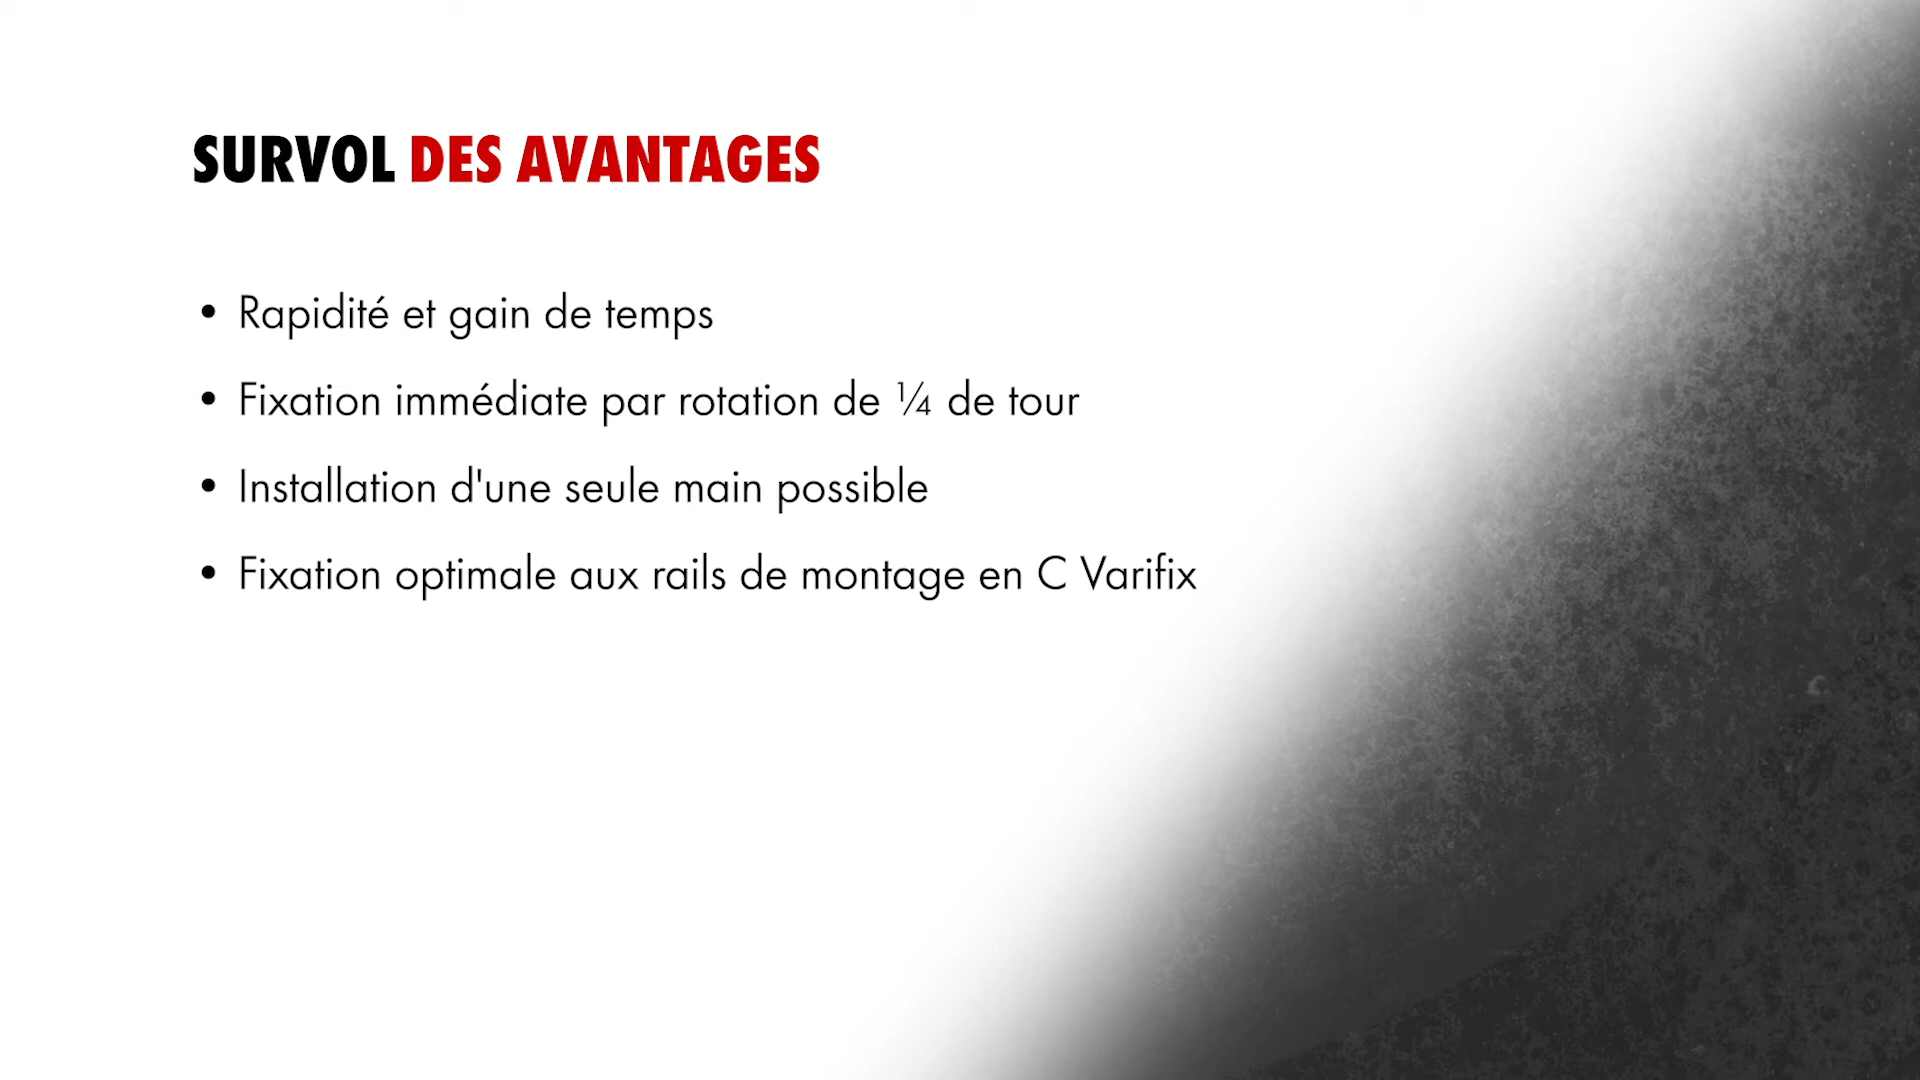 SURVOL DES AVANTAGES
• Rapidité et gain de temps
• Fixation immédiate par rotation de ¼ de tour
• Installation d'une seule main possible
• Fixation optimale aux rails de montage en C Varifix